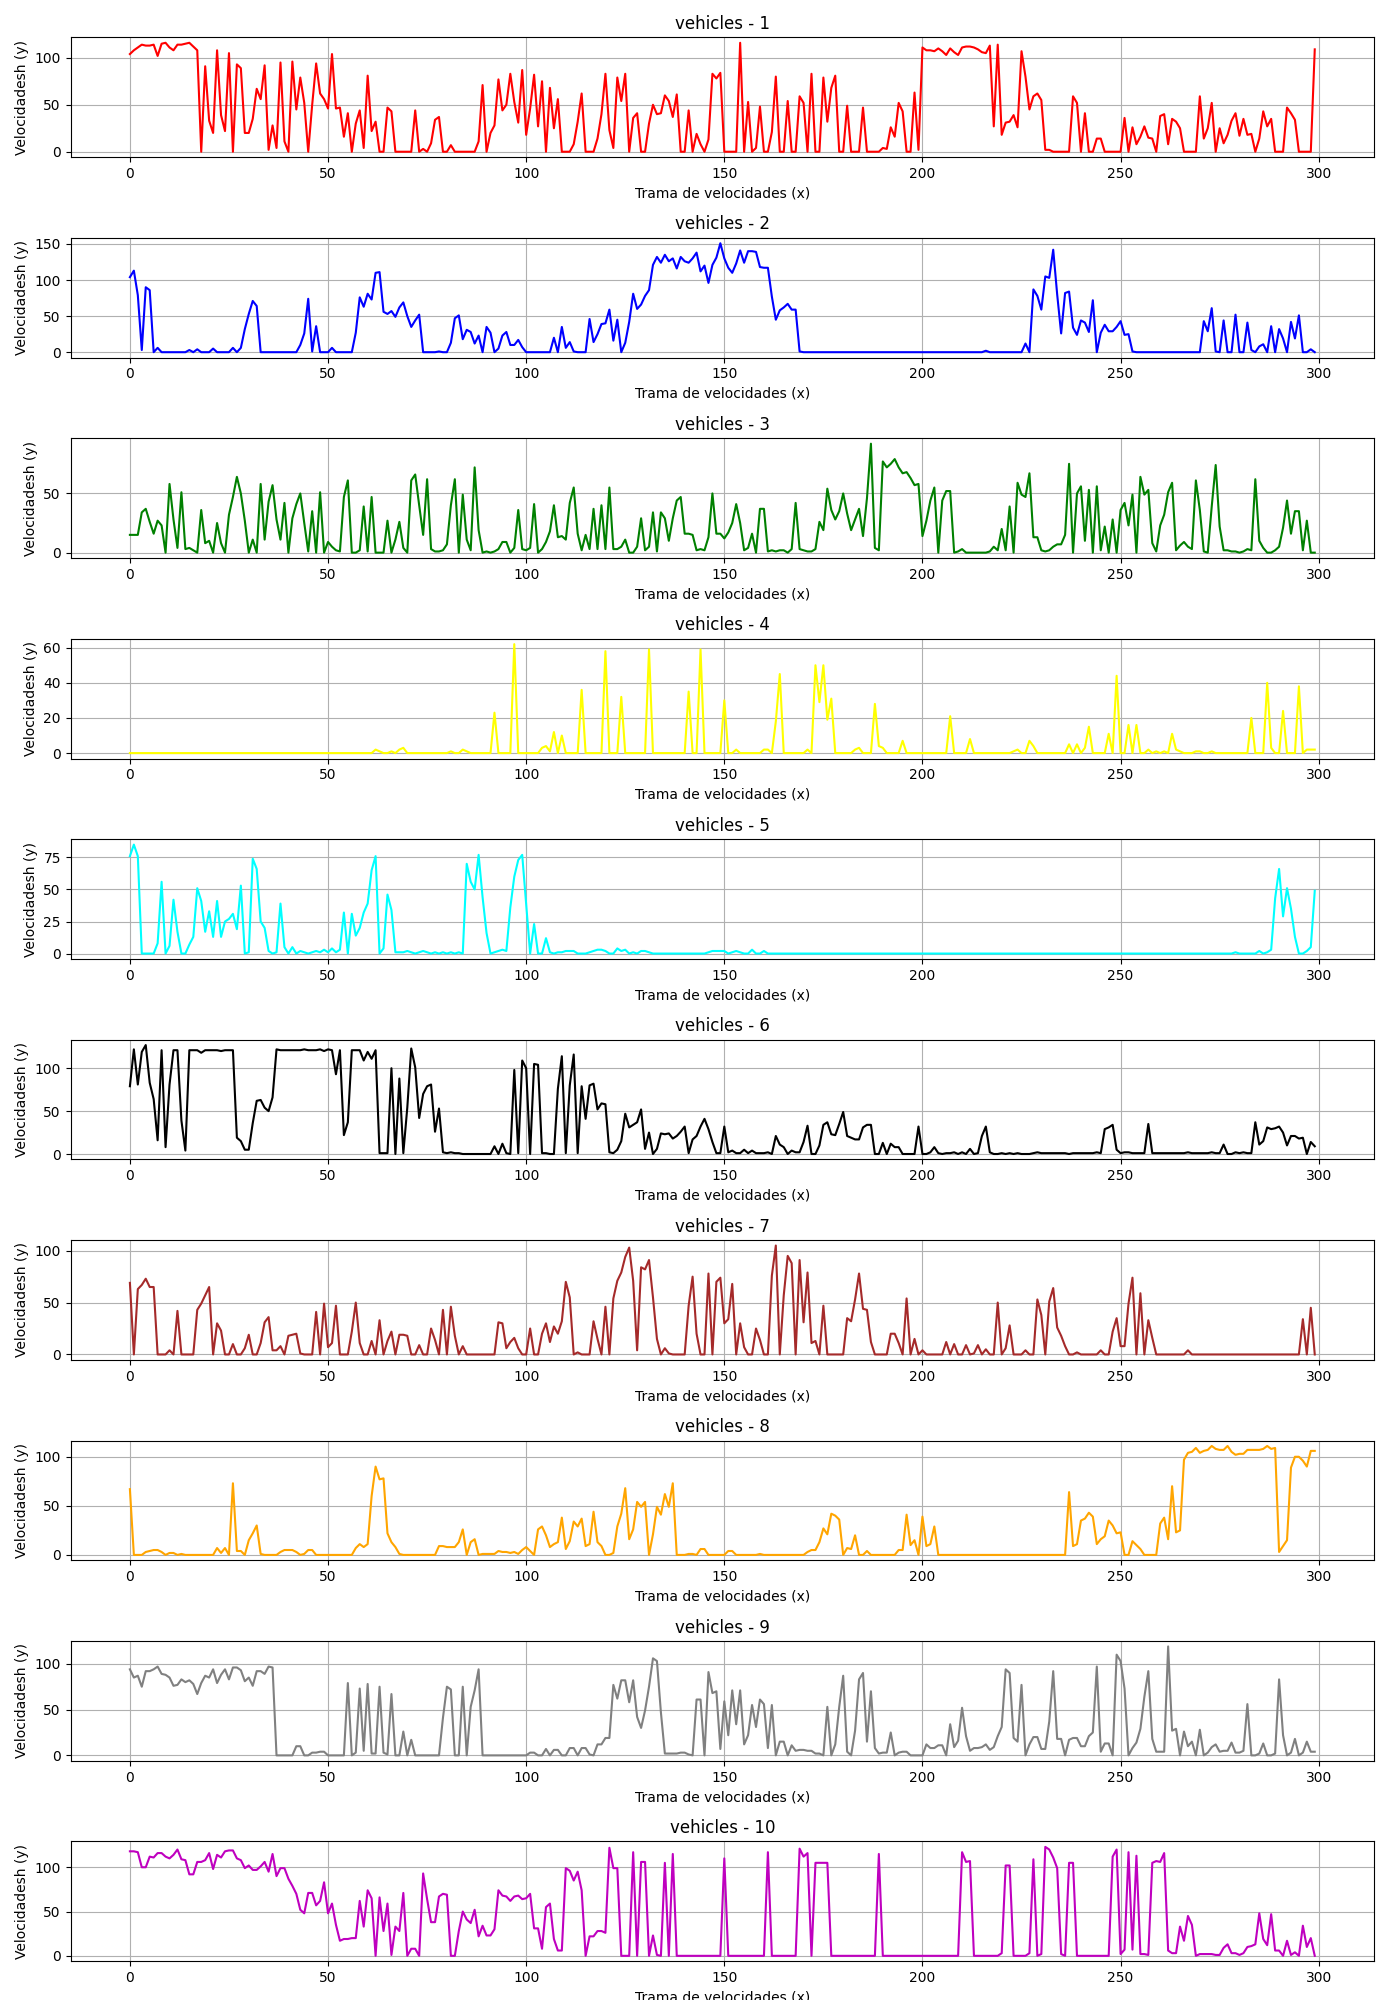 vehicles - 1
Velocidadesh (y)
100
50
0
0 50 100 150 200 250 300
Trama de velocidades (x)
vehicles - 2
Velocidadesh (y)
150
100
50
0
0 50 100 150 200 250 300
Trama de velocidades (x)
vehicles - 3
Velocidadesh (y)
50
0
0 50 100 150 200 250 300
Trama de velocidades (x)
vehicles - 4
Velocidadesh (y)
60
40
20
0
0 50 100 150 200 250 300
Trama de velocidades (x)
vehicles - 5
Velocidadesh (y)
75
50
25
0
0 50 100 150 200 250 300
Trama de velocidades (x)
vehicles - 6
Velocidadesh (y)
100
50
0
0 50 100 150 200 250 300
Trama de velocidades (x)
vehicles - 7
Velocidadesh (y)
100
50
0
0 50 100 150 200 250 300
Trama de velocidades (x)
vehicles - 8
Velocidadesh (y)
100
50
0
0 50 100 150 200 250 300
Trama de velocidades (x)
vehicles - 9
Velocidadesh (y)
100
50
0
0 50 100 150 200 250 300
Trama de velocidades (x)
vehicles - 10
Velocidadesh (y)
100
50
0
0 50 100 150 200 250 300
Trama de velocidades (x)